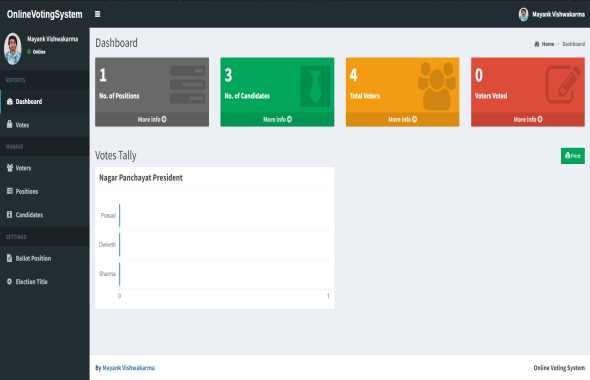 OnlineVotingSystem
Mayank Vishwakarma
Mayank Vishwakarma
Online
REPORTS
Dashboard
Votes
MANAGE
Voters
Positions
Candidates
SETTINGS
Ballot Position
Election Title
Dashboard
Home > Dashboard
1
No. of Positions
More info
3
No. of Candidates
More info
4
Total Voters
More info
0
Voters Voted
More info
Votes Tally
Print
Nagar Panchayat President
Prasad
Dwivedi
Sharma
0 1
By Mayank Vishwakarma
Online Voting System